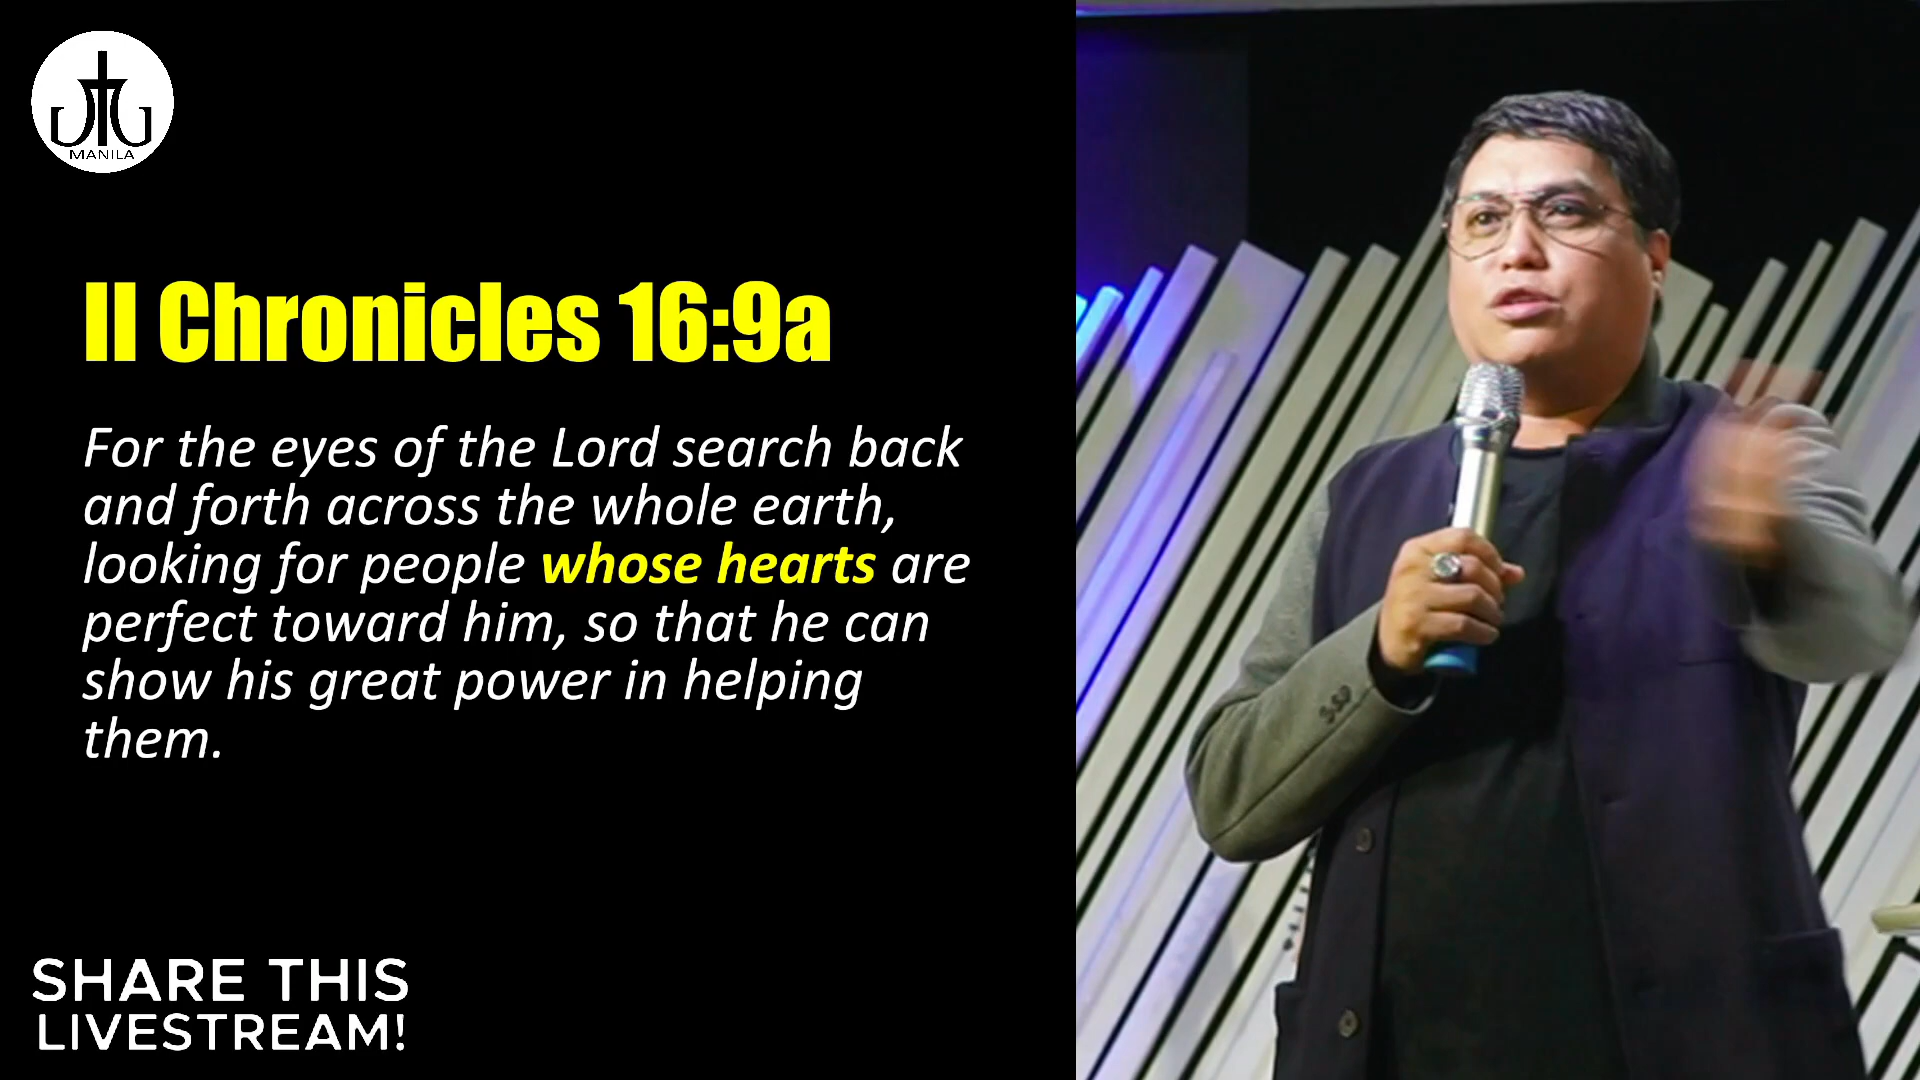 JTG
MANILA
II Chronicles 16:9a
For the eyes of the Lord search back
and forth across the whole earth,
looking for people whose hearts are
perfect toward him, so that he can
show his great power in helping
them.
SHARE THIS
LIVESTREAM!